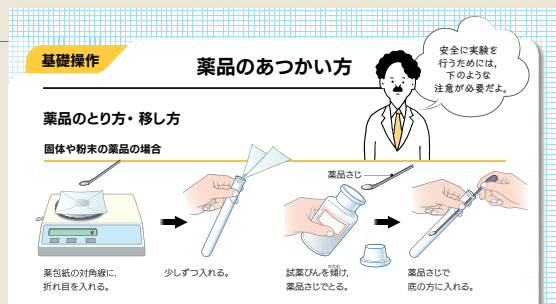 基礎操作
薬品のあつかい方
安全に実験を
行うためには、
下のような
注意が必要だよ。
薬品のとり方・移し方
固体や粉末の薬品の場合
薬品さじ
薬包紙の対角線に、
折れ目を入れる。
少しずつ入れる。
試薬びんを傾け、
薬品さじでとる。
薬品さじで
底の方に入れる。